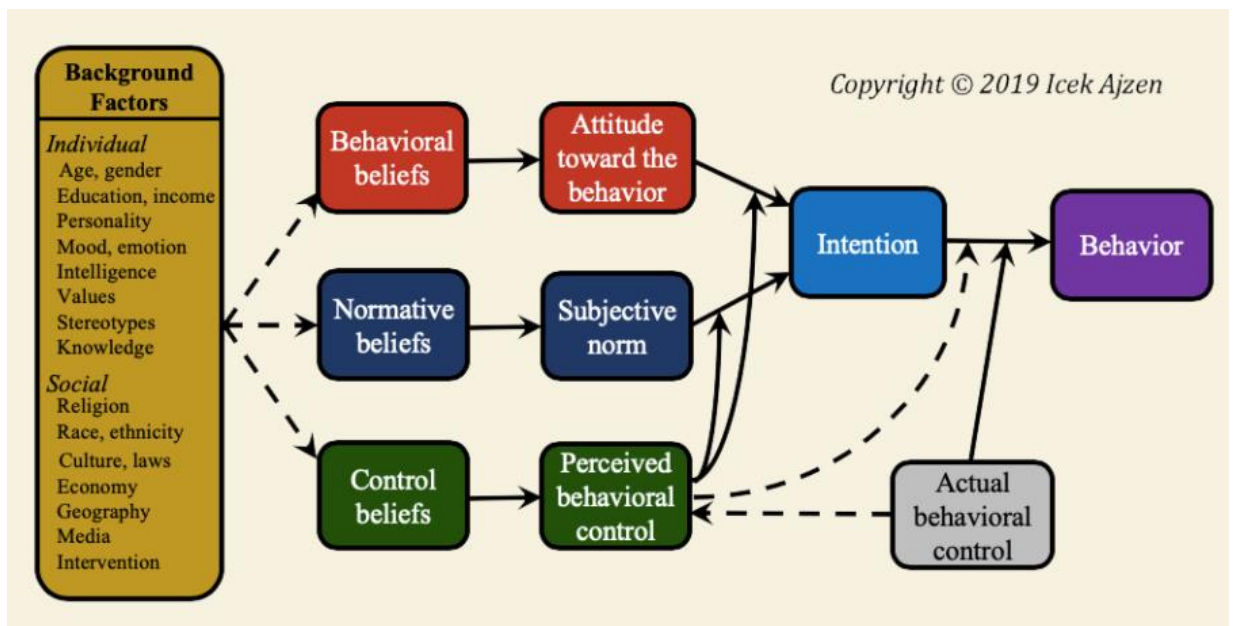 Background
Factors
Individual
Age, gender
Education, income
Personality
Mood, emotion
Intelligence
Values
Stereotypes
Knowledge
Social
Religion
Race, ethnicity
Culture, laws
Economy
Geography
Media
Intervention
Copyright © 2019 Icek Ajzen
Behavioral
beliefs
Attitude
toward the
behavior
Normative
beliefs
Subjective
norm
Control
beliefs
Perceived
behavioral
control
Intention
Behavior
Actual
behavioral
control